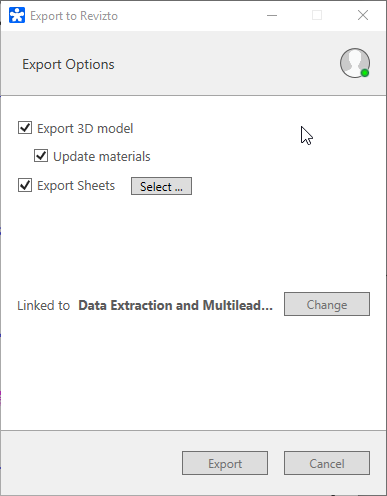 Export to Revizto
Export Options
Export 3D model
Update materials
Export Sheets Select ...
Linked to Data Extraction and Multilead... Change
Export Cancel